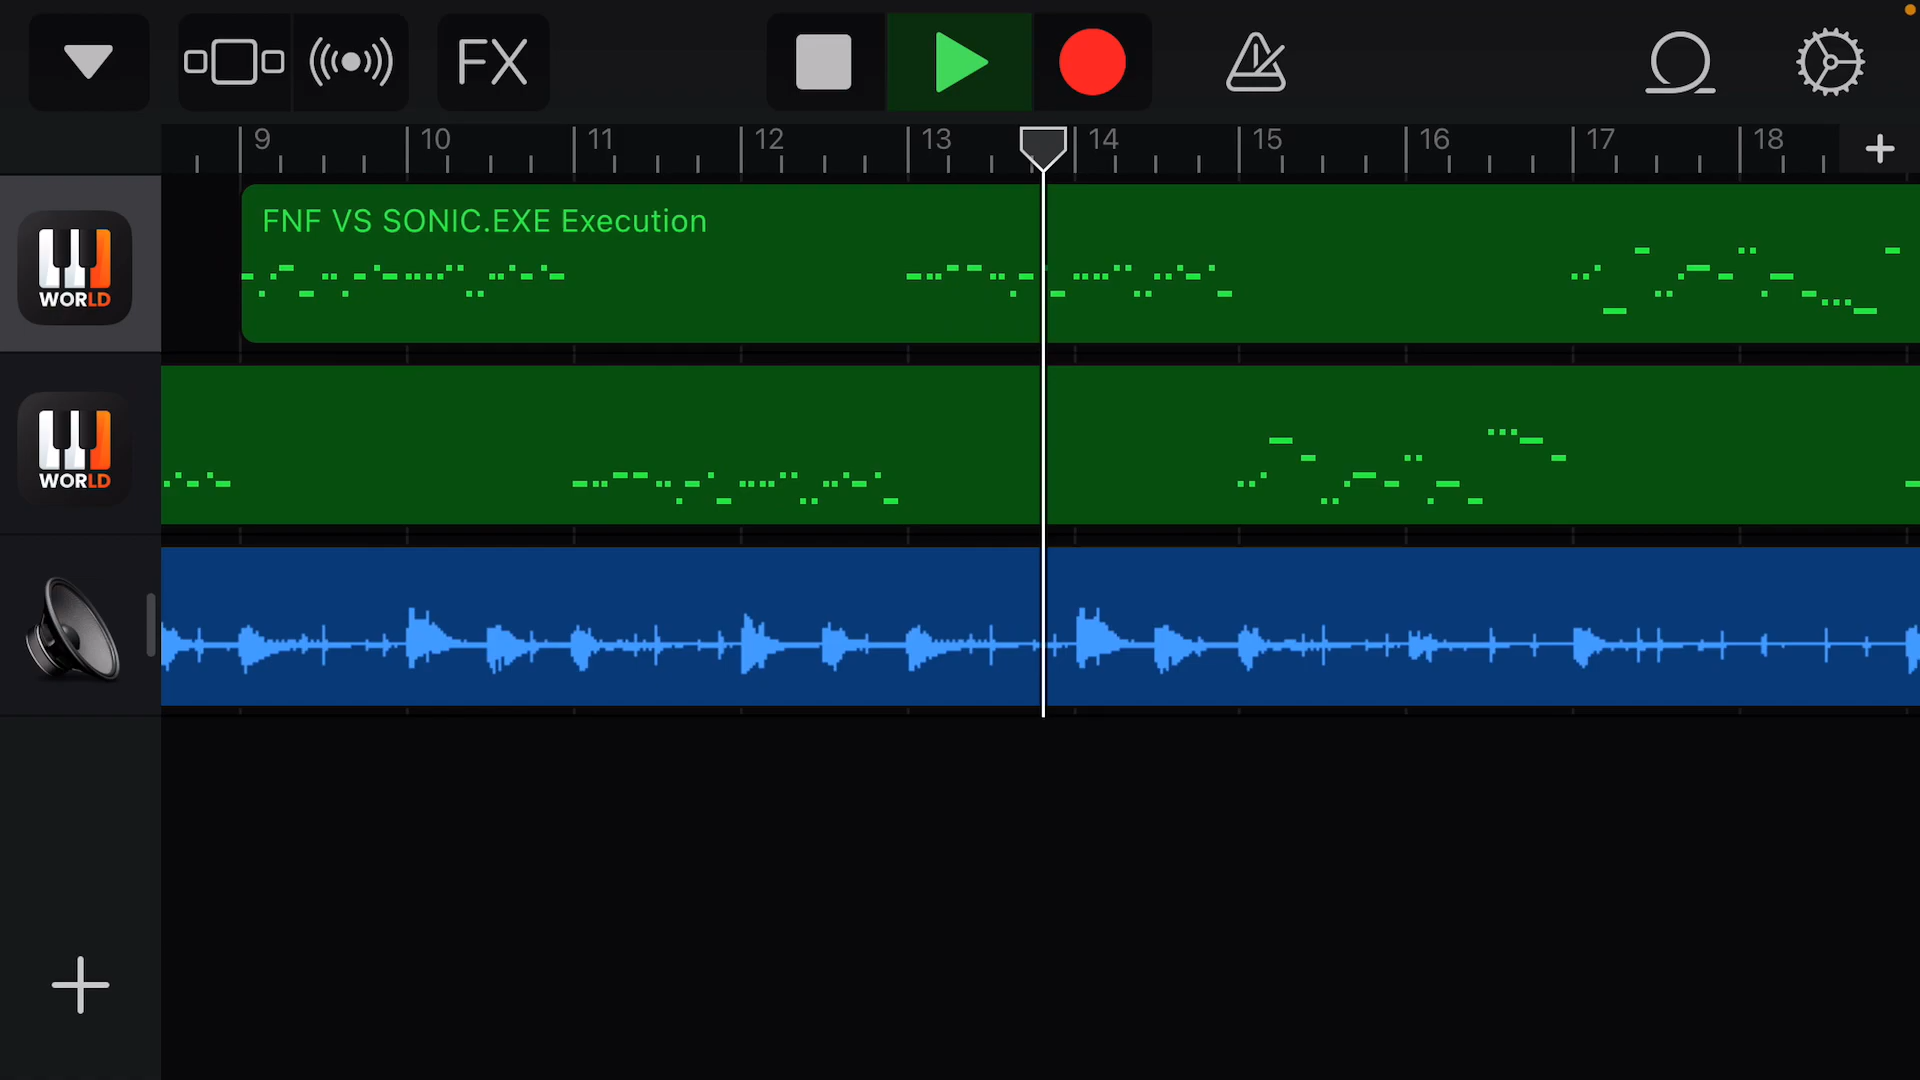 FX
9 10 11 12 13 14 15 16 17 18
FNF VS SONIC.EXE Execution
WORLD
WORLD